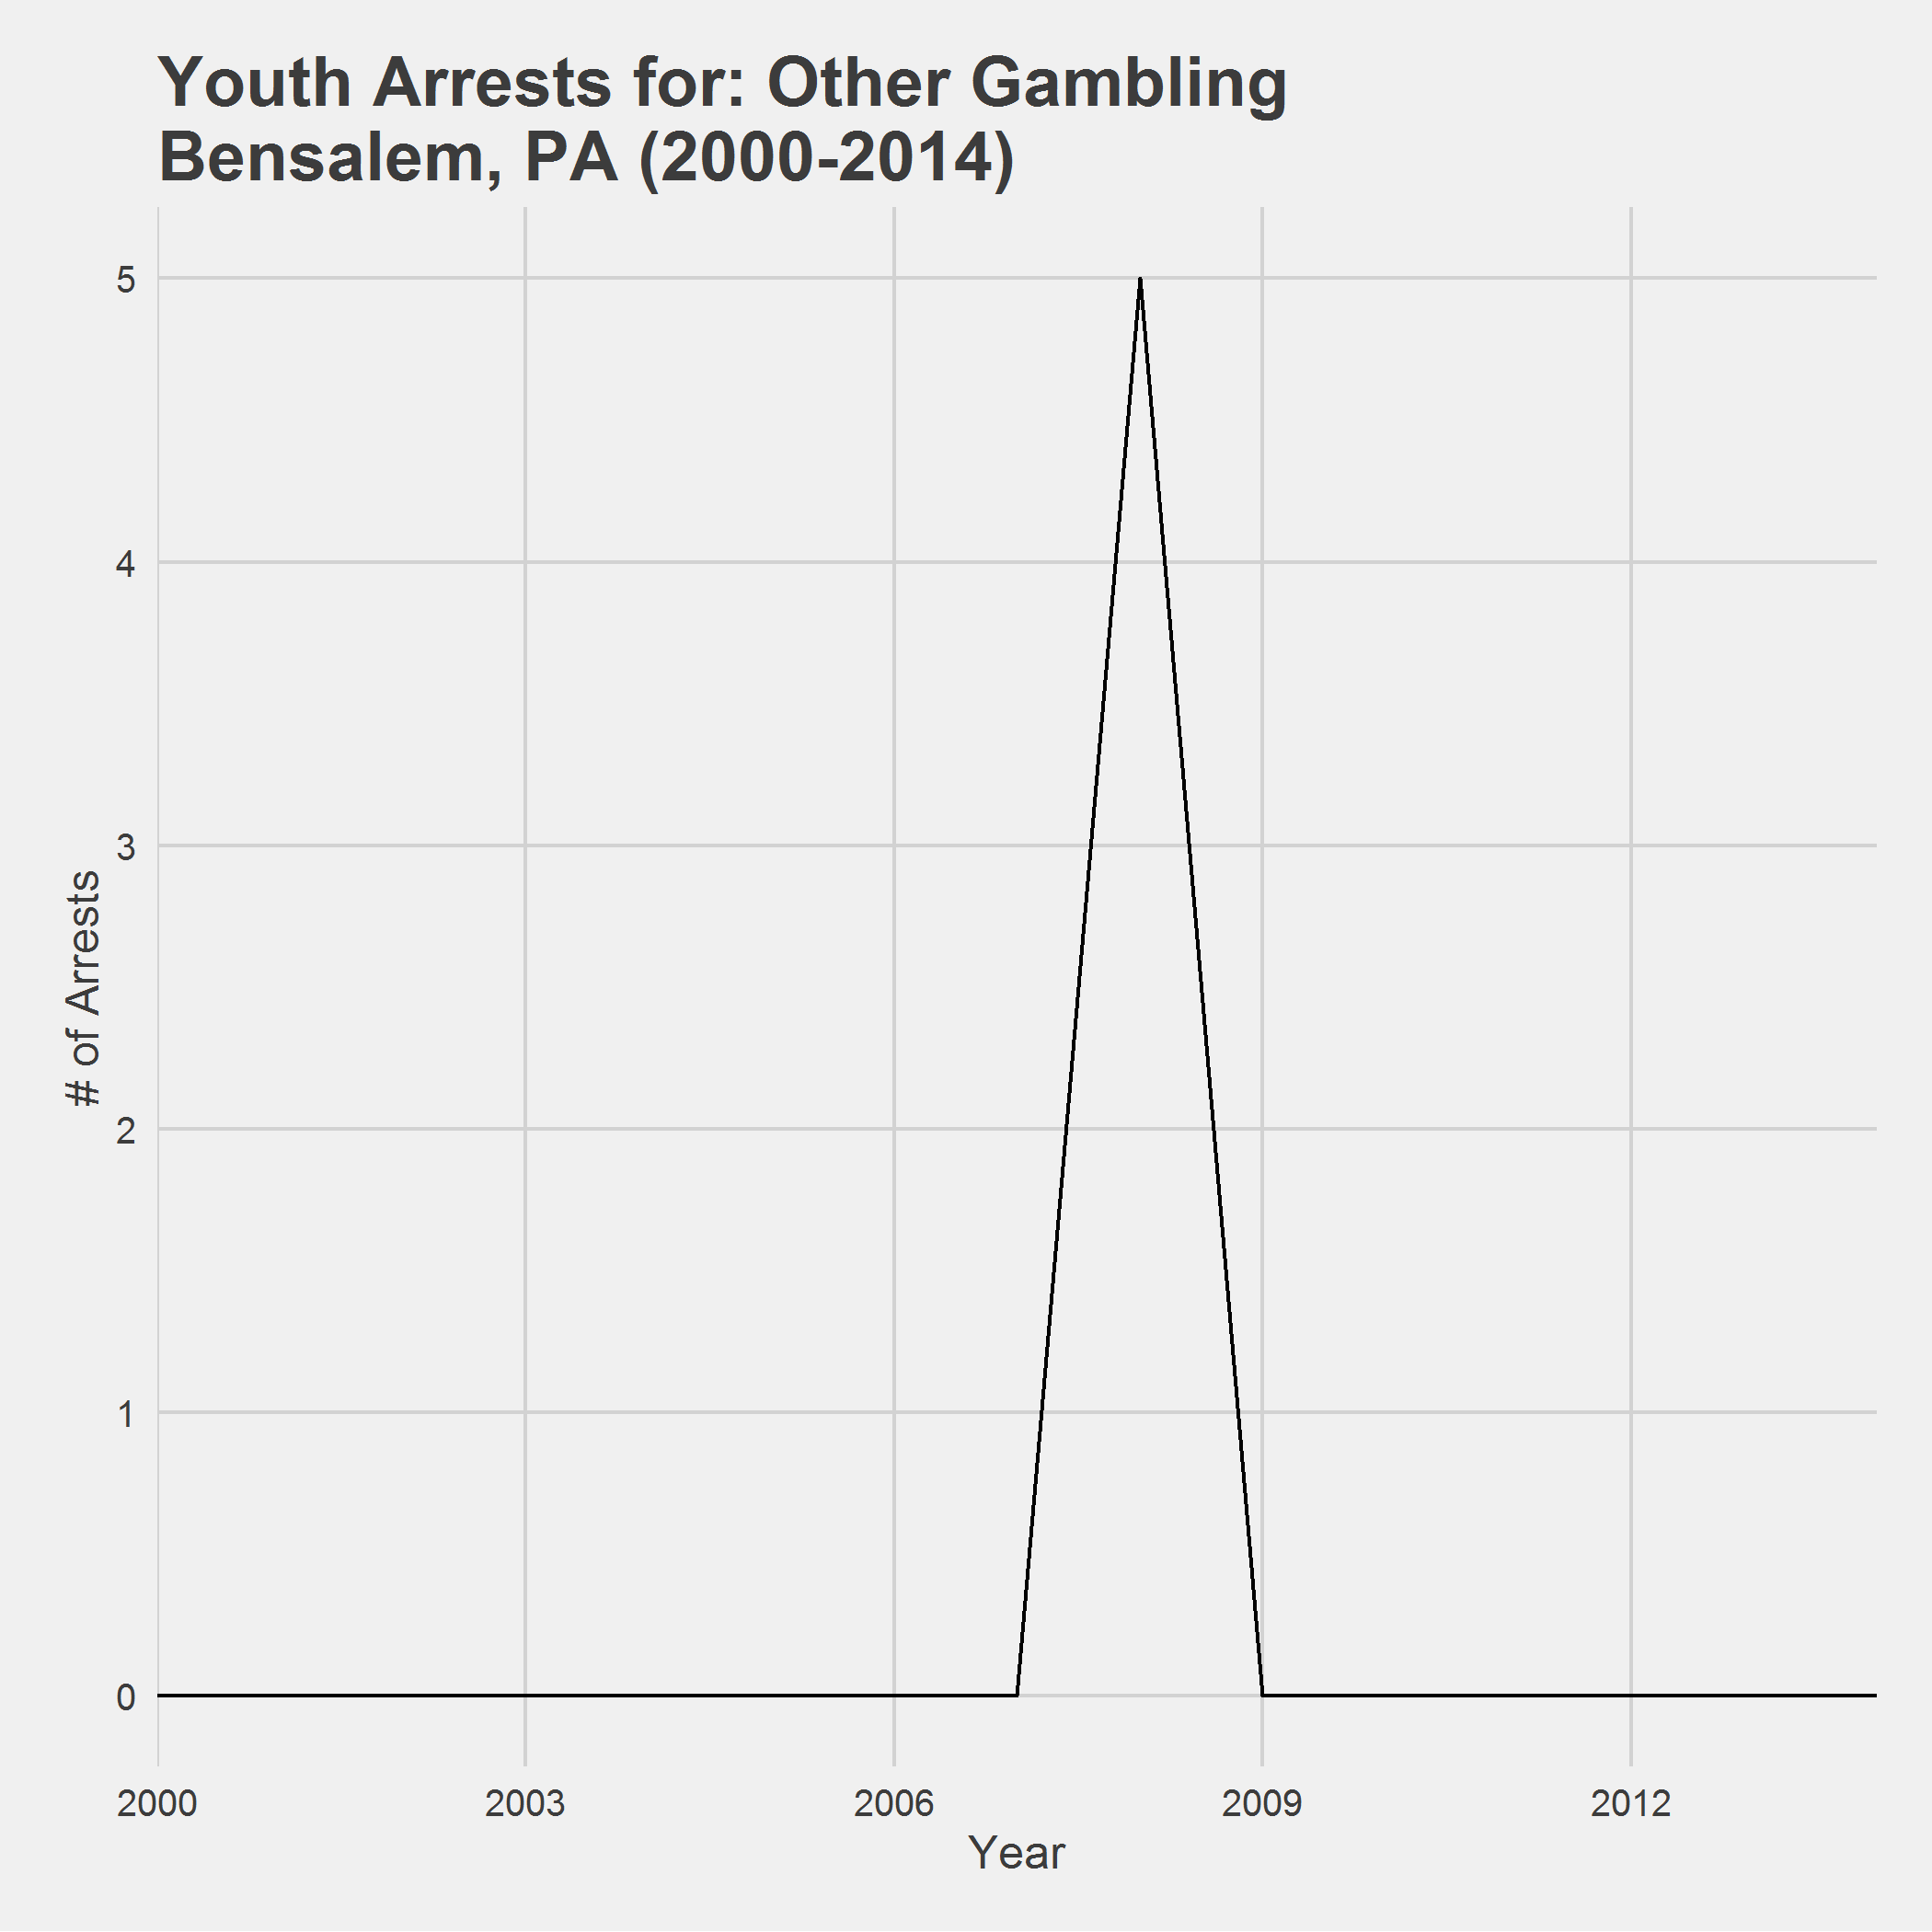 Youth Arrests for: Other Gambling
Bensalem, PA (2000-2014)
5
4
3
2
1
0
# of Arrests
2000
2003
2006
2009
2012
Year